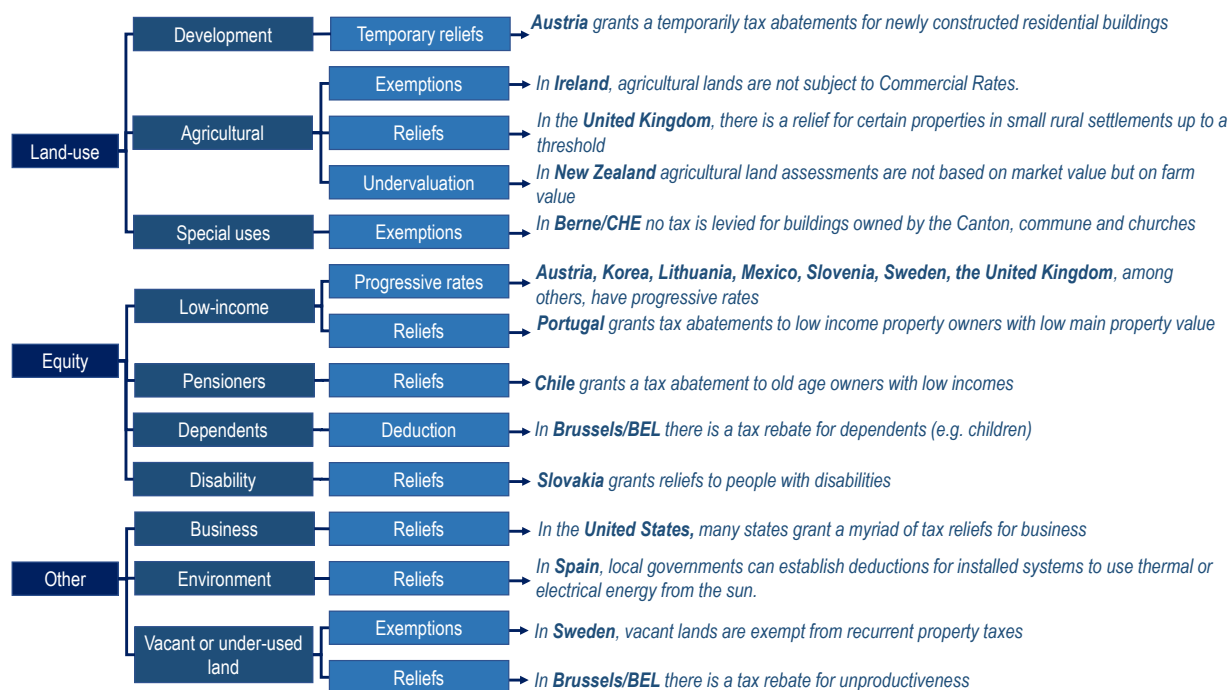 Development
Temporary reliefs
Austria grants a temporarily tax abatements for newly constructed residential buildings
Exemptions
In Ireland, agricultural lands are not subject to Commercial Rates.
Land-use
Agricultural
Reliefs
In the United Kingdom, there is a relief for certain properties in small rural settlements up to a
threshold
Undervaluation
In New Zealand agricultural land assessments are not based on market value but on farm
value
Special uses
Exemptions
In Berne/CHE no tax is levied for buildings owned by the Canton, commune and churches
Low-income
Progressive rates
Austria, Korea, Lithuania, Mexico, Slovenia, Sweden, the United Kingdom, among
others, have progressive rates
Reliefs
Portugal grants tax abatements to low income property owners with low main property value
Equity
Pensioners
Reliefs
Chile grants a tax abatement to old age owners with low incomes
Dependents
Deduction
In Brussels/BEL there is a tax rebate for dependents (e.g. children)
Disability
Reliefs
Slovakia grants reliefs to people with disabilities
Business
Reliefs
In the United States, many states grant a myriad of tax reliefs for business
Other
Environment
Reliefs
In Spain, local governments can establish deductions for installed systems to use thermal or
electrical energy from the sun.
Vacant or under-used
land
Exemptions
In Sweden, vacant lands are exempt from recurrent property taxes
Reliefs
In Brussels/BEL there is a tax rebate for unproductiveness